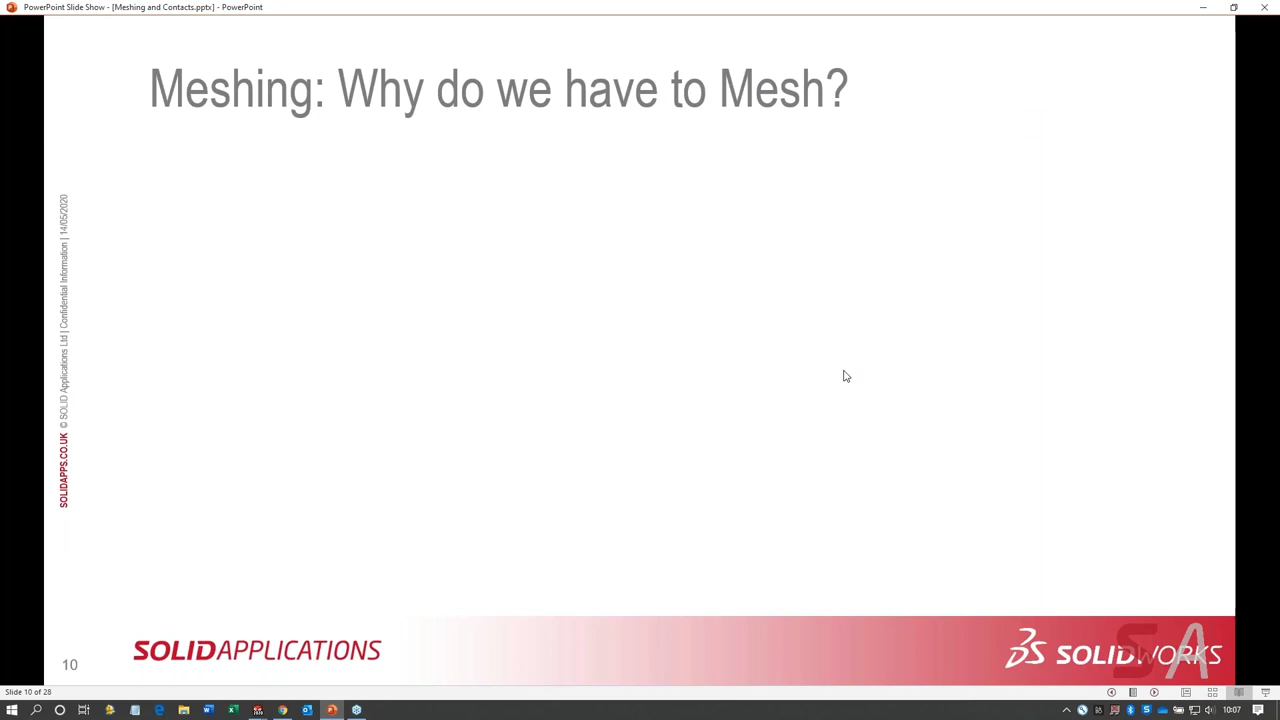 PowerPoint Slide Show - [Meshing and Contacts.pptx] - PowerPoint
Meshing: Why do we have to Mesh?
SOLIDAPPS.CO.UK © SOLID Applications Ltd | Confidential Information | 14/05/2020
10
SOLIDAPPLICATIONS
SOLIDWORKS
SA
Slide 10 of 28
10:07